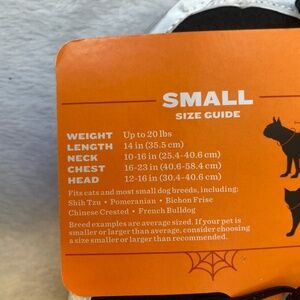 SMALL
SIZE GUIDE
WEIGHT Up to 20 lbs
LENGTH 14 in (35.5 cm)
NECK 10-16 in (25.4-40.6 cm)
CHEST 16-23 in (40.6-58.4 cm)
HEAD 12-16 in (30.4-40.6 cm)
Fits cats and most small dog breeds, including:
Shih Tzu • Pomeranian • Bichon Frise
Chinese Crested • French Bulldog
Breed examples are average sized. If your pet is
smaller or larger than average, consider choosing
a size smaller or larger than recommended.